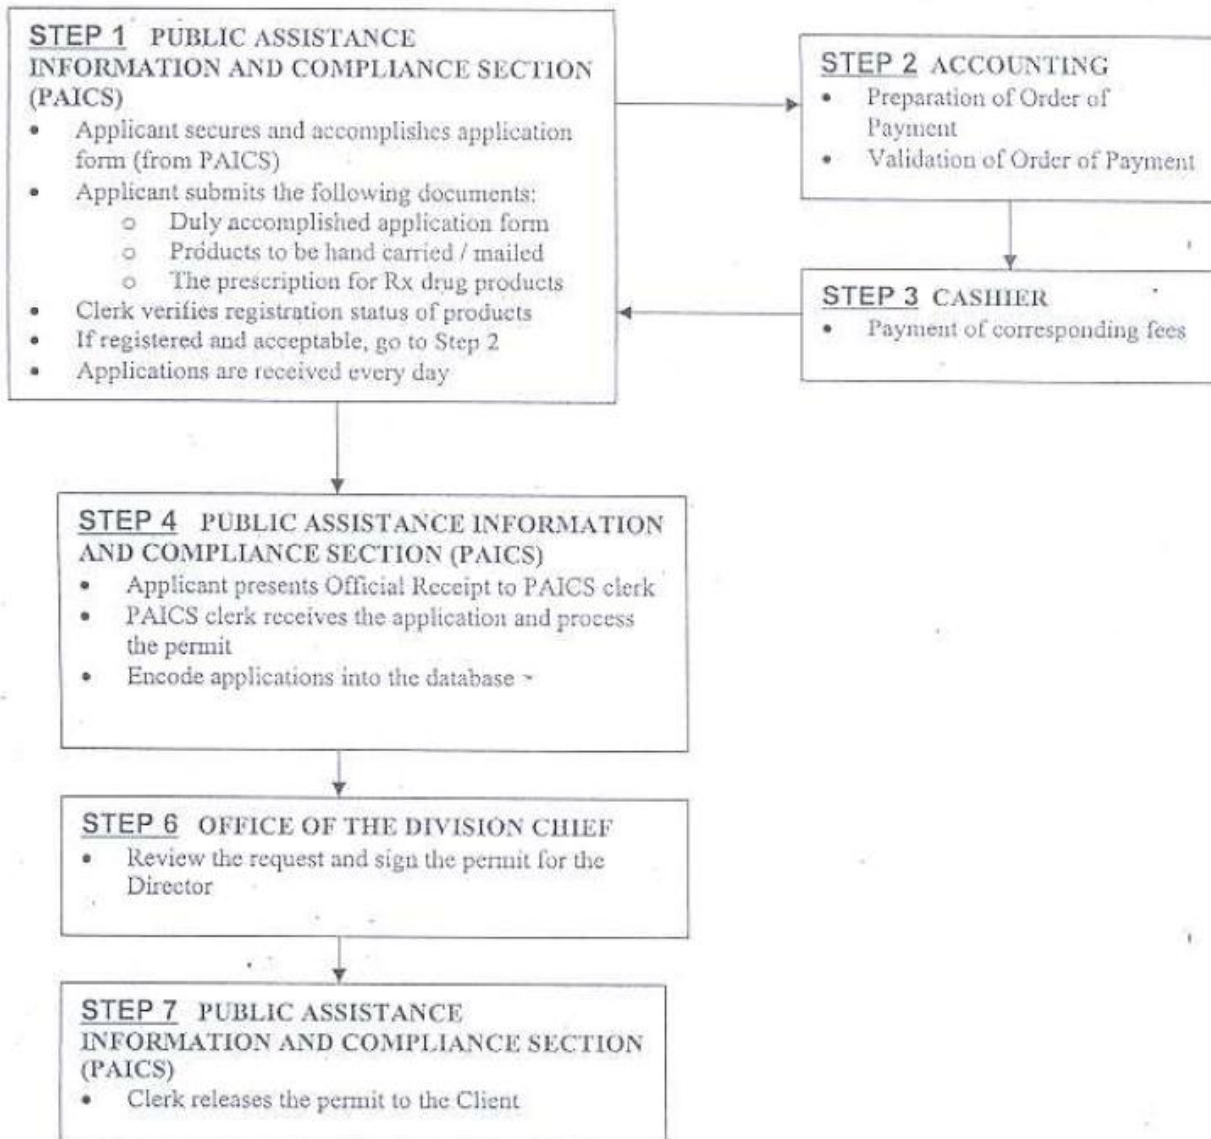 STEP 1 PUBLIC ASSISTANCE
INFORMATION AND COMPLIANCE SECTION
(PAICS)
• Applicant secures and accomplishes application
form (from PAICS)
• Applicant submits the following documents:
o Duly accomplished application form
o Products to be hand carried / mailed
o The prescription for Rx drug products
• Clerk verifies registration status of products
• If registered and acceptable, go to Step 2
• Applications are received every day
STEP 2 ACCOUNTING
• Preparation of Order of
Payment
• Validation of Order of Payment
STEP 3 CASHIER
• Payment of corresponding fees
STEP 4 PUBLIC ASSISTANCE INFORMATION
AND COMPLIANCE SECTION (PAICS)
• Applicant presents Official Receipt to PAICS clerk
• PAICS clerk receives the application and process
the permit
• Encode applications into the database
STEP 6 OFFICE OF THE DIVISION CHIEF
• Review the request and sign the permit for the
Director
STEP 7 PUBLIC ASSISTANCE
INFORMATION AND COMPLIANCE SECTION
(PAICS)
• Clerk releases the permit to the Client